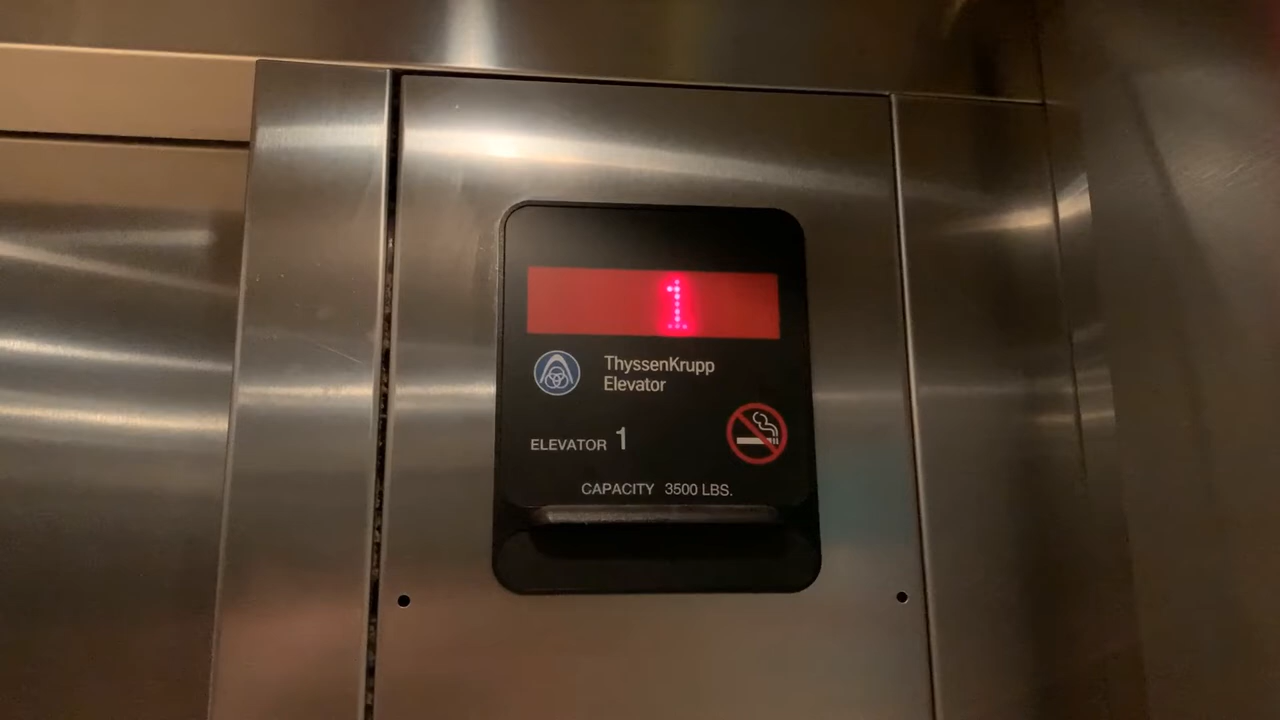 1
ThyssenKrupp
Elevator
ELEVATOR 1
CAPACITY 3500 LBS.